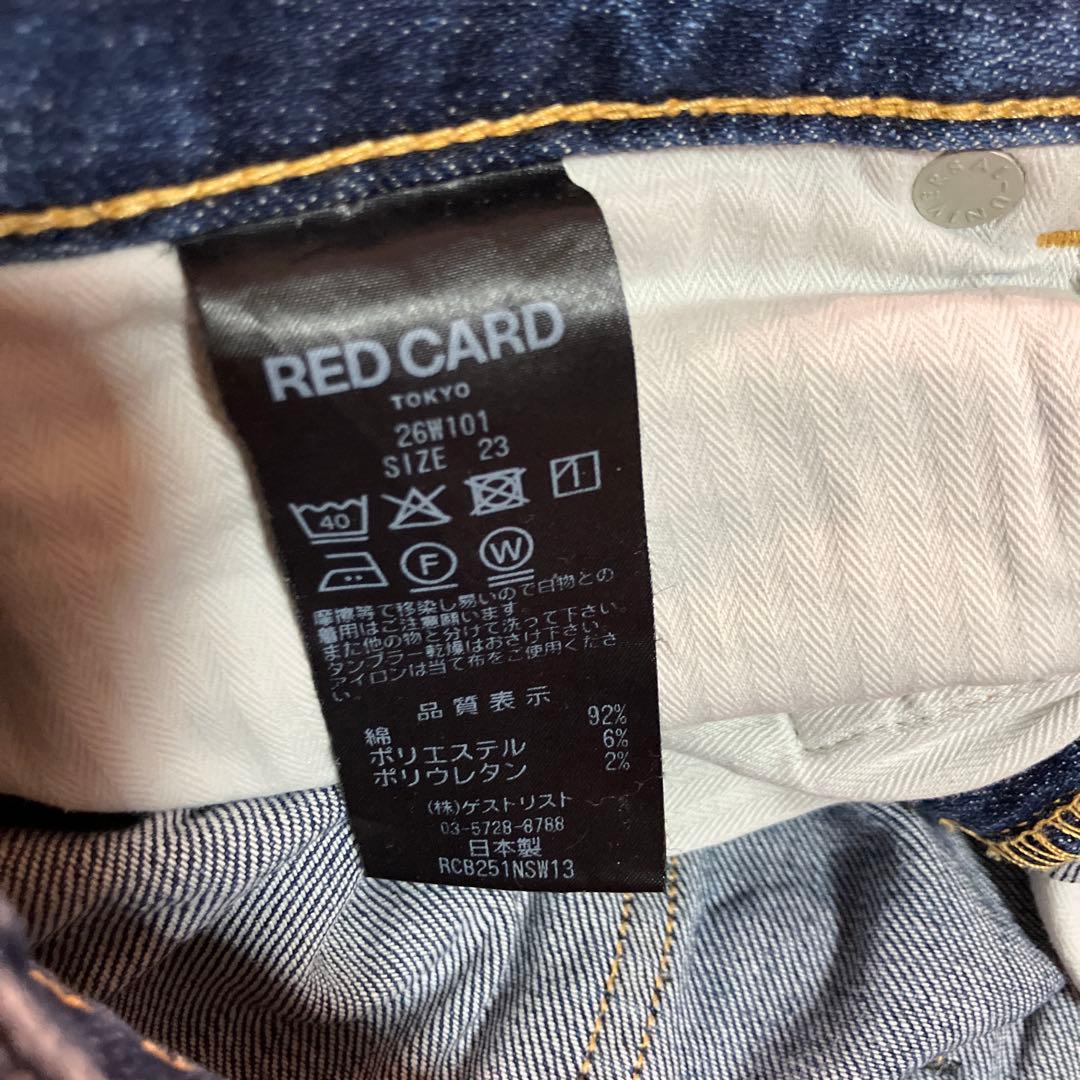 RED CARD
TOKYO
26W101
SIZE 23
40
F W
摩擦等で移染し易いので白物との
着用はご注意願います。
また他の物と分けて洗って下さい。
タンブラー乾燥はおさけ下さい。
アイロンは当て布をご使用くださ
い。
品質表示
綿 92%
ポリエステル 6%
ポリウレタン 2%
(株)ゲストリスト
03-5728-8788
日本製
RCB251NSW13
UNIVERSAL